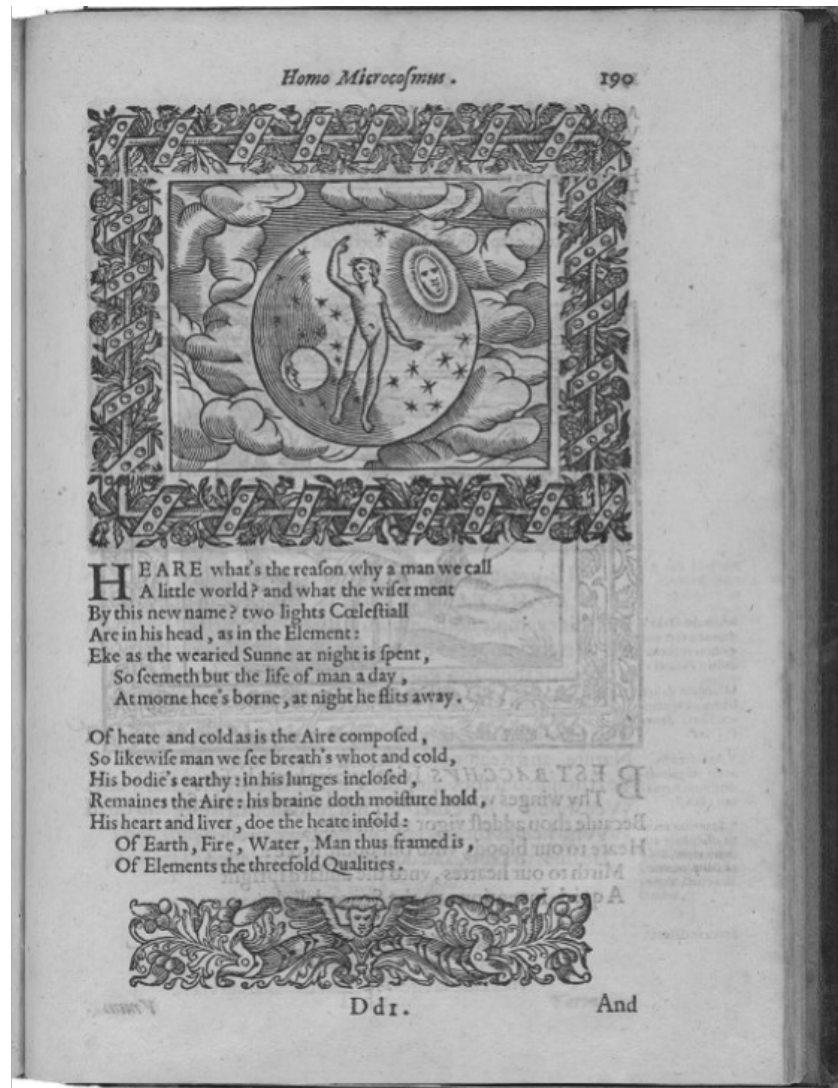 Homo Microcoſmus. 190
HEARE what's the reaſon why a man we call
A little world? and what the wiſer ment
By this new name? two lights Cœleſtiall
Are in his head, as in the Element:
Eke as the wearied Sunne at night is ſpent,
So ſeemeth but the life of man a day,
At morne hee's borne, at night he flits away.
Of heate and cold as is the Aire compoſed,
So likewiſe man we ſee breath's whot and cold,
His bodie's earthy: in his lunges incloſed,
Remaines the Aire: his braine doth moiſture hold,
His heart and liver, doe the heate infold:
Of Earth, Fire, Water, Man thus framed is,
Of Elements the threefold Qualities.
Dd1. And